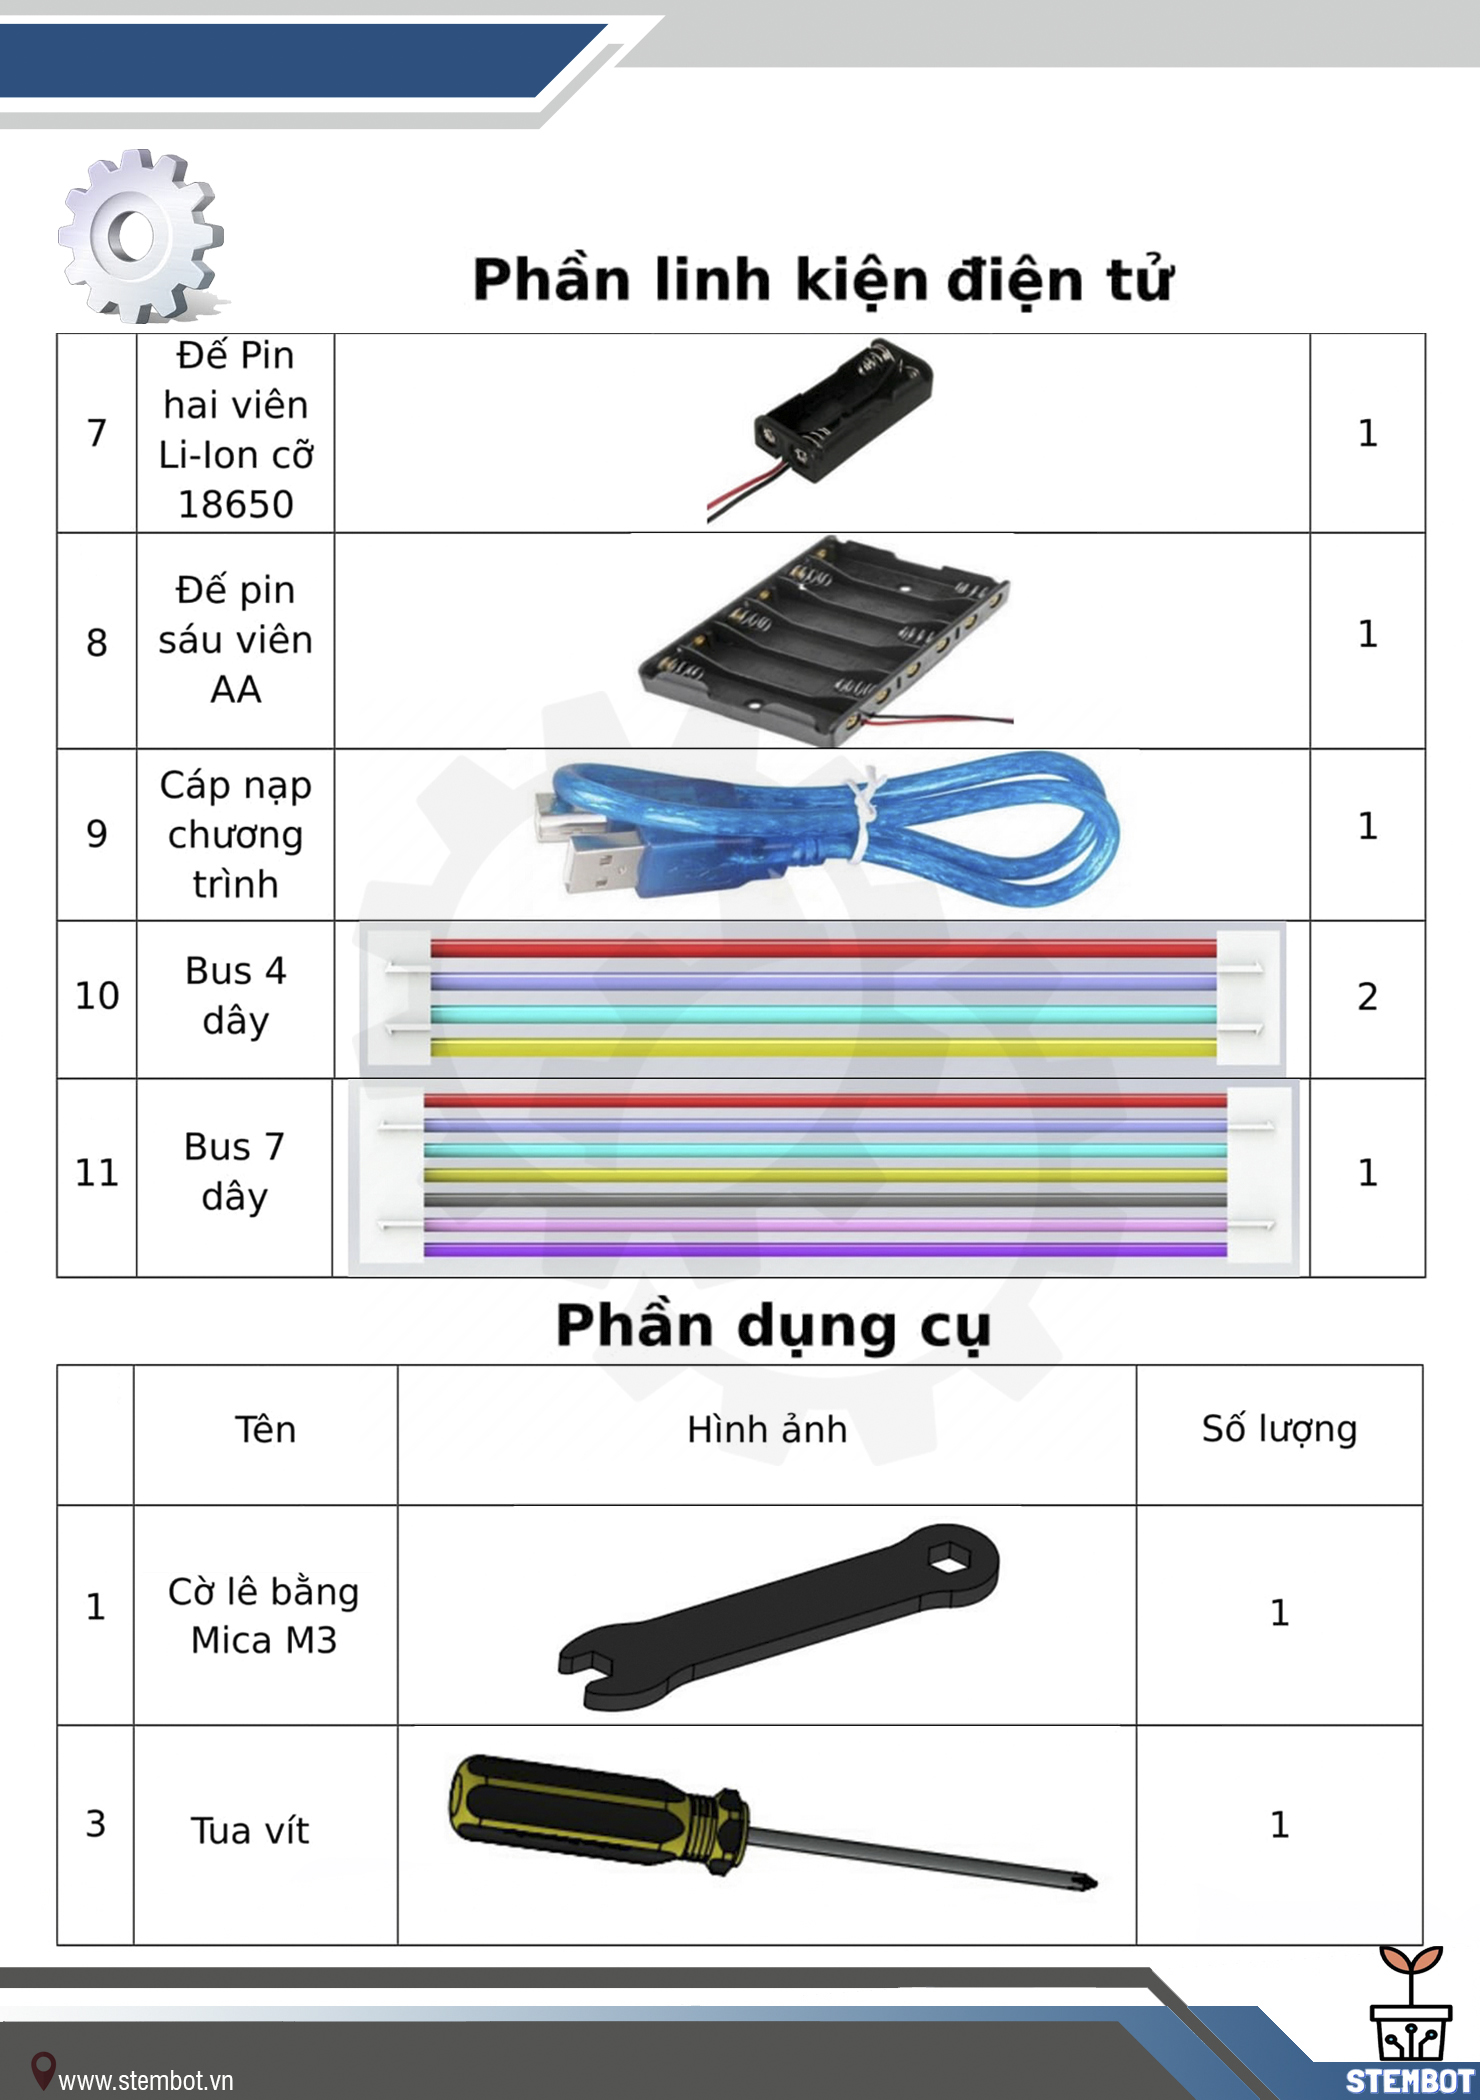 Phần linh kiện điện tử
7
Đế Pin
hai viên
Li-Ion cỡ
18650
1
8
Đế pin
sáu viên
AA
1
9
Cáp nạp
chương
trình
1
10
Bus 4
dây
2
11
Bus 7
dây
1
Phần dụng cụ
Tên
Hình ảnh
Số lượng
1
Cờ lê bằng
Mica M3
1
3
Tua vít
1
www.stembot.vn
STEMBOT